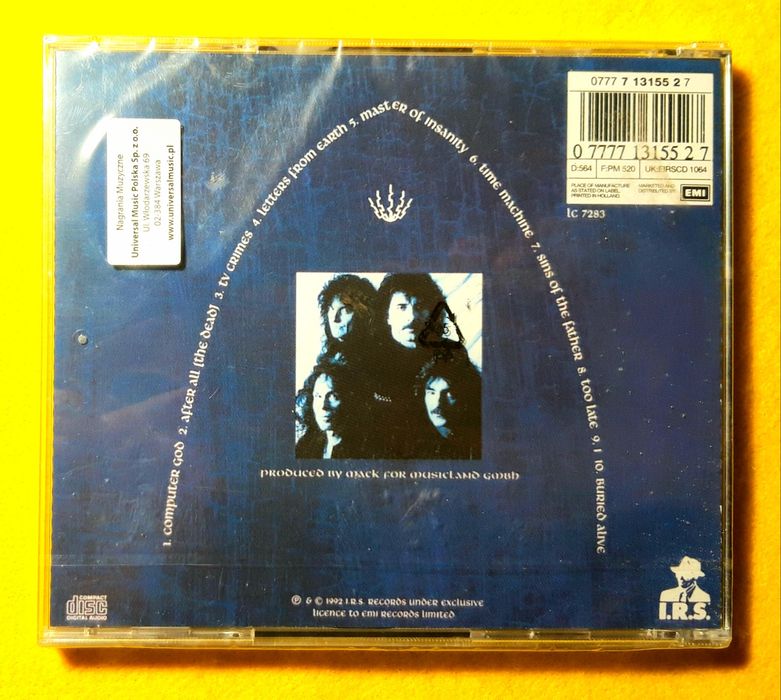 0777 7 13155 2 7
0 7777 13155 2 7
D:564 F:PM 520 UK:EIRSCD 1064
PLACE OF MANUFACTURE
AS STATED ON LABEL.
PRINTED IN HOLLAND.
MARKETED AND
DISTRIBUTED BY:
EMI
LC 7283
Nagrania Muzyczne
Universal Music Polska Sp. z o.o.
Ul. Włodarzewska 69
02-384 Warszawa
www.universalmusic.pl
1. COMPUTER GOD 2. AFTER ALL [THE DEAD] 3. TV CRIMES 4. LETTERS FROM EARTH 5. MASTER OF INSANITY 6. TIME MACHINE 7. SINS OF THE FATHER 8. TOO LATE 9. I 10. BURIED ALIVE
PRODUCED BY MACK FOR MUSICLAND GMBH
℗ & © 1992 I.R.S. RECORDS UNDER EXCLUSIVE
LICENCE TO EMI RECORDS LIMITED
COMPACT
disc
DIGITAL AUDIO
I.R.S.